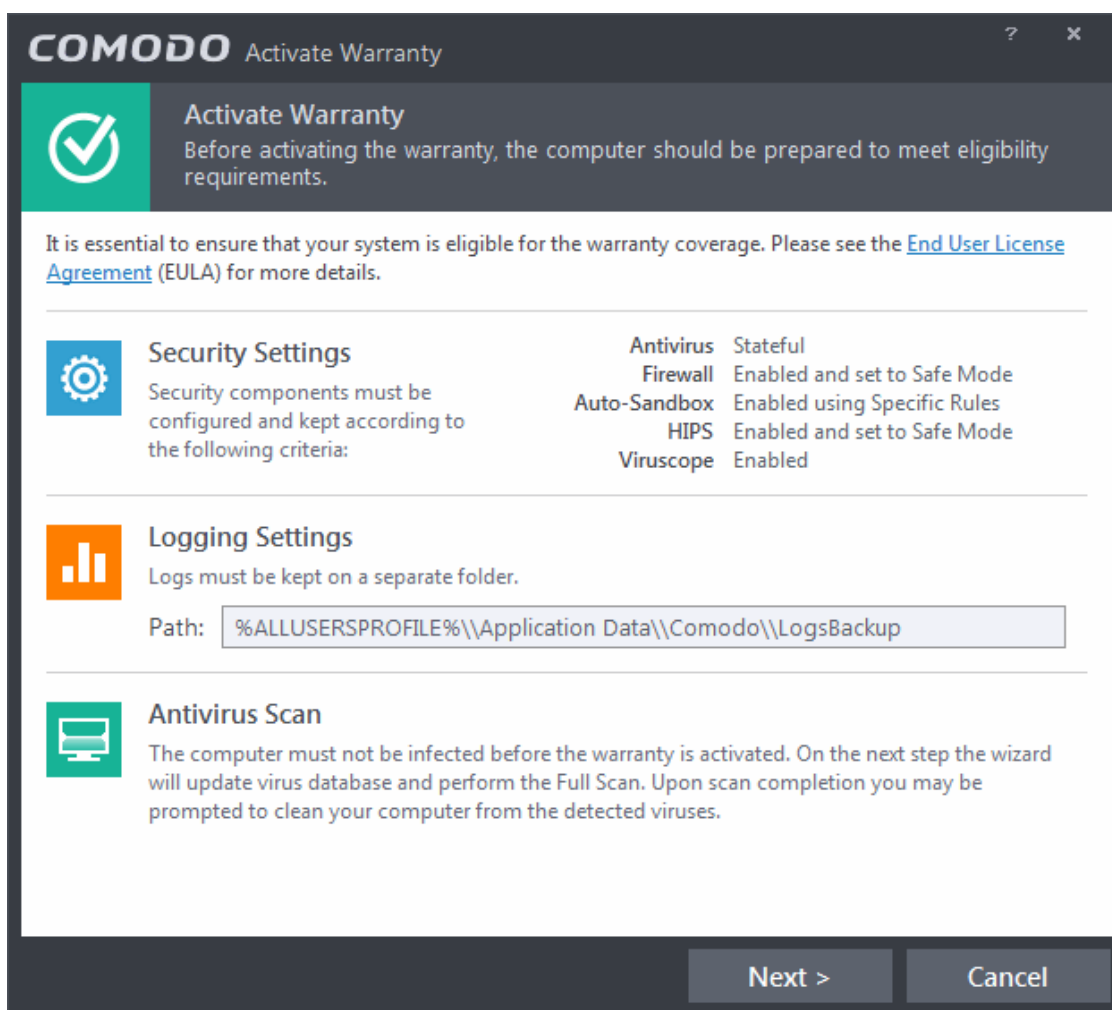 COMODO Activate Warranty
? ×
Activate Warranty
Before activating the warranty, the computer should be prepared to meet eligibility
requirements.
It is essential to ensure that your system is eligible for the warranty coverage. Please see the End User License
Agreement (EULA) for more details.
Security Settings
Security components must be
configured and kept according to
the following criteria:
Antivirus Stateful
Firewall Enabled and set to Safe Mode
Auto-Sandbox Enabled using Specific Rules
HIPS Enabled and set to Safe Mode
Viruscope Enabled
Logging Settings
Logs must be kept on a separate folder.
Path: %ALLUSERSPROFILE%\\Application Data\\Comodo\\LogsBackup
Antivirus Scan
The computer must not be infected before the warranty is activated. On the next step the wizard
will update virus database and perform the Full Scan. Upon scan completion you may be
prompted to clean your computer from the detected viruses.
Next > Cancel